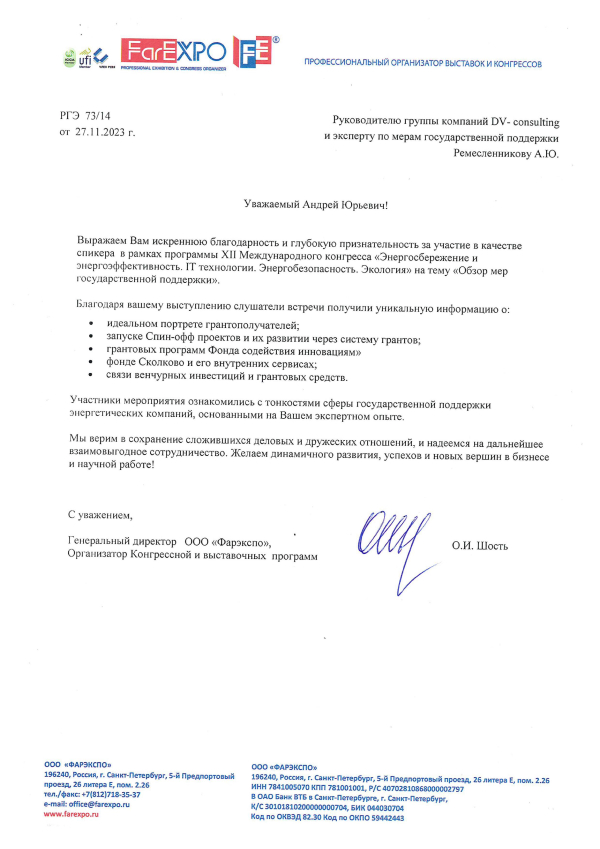 FarEXPO
PROFESSIONAL EXHIBITION & CONGRESS ORGANIZER
ufi
®
ПРОФЕССИОНАЛЬНЫЙ ОРГАНИЗАТОР ВЫСТАВОК И КОНГРЕССОВ
РГЭ 73/14
от 27.11.2023 г.
Руководителю группы компаний DV- consulting
и эксперту по мерам государственной поддержки
Ремесленникову А.Ю.
Уважаемый Андрей Юрьевич!
Выражаем Вам искреннюю благодарность и глубокую признательность за участие в качестве
спикера в рамках программы XII Международного конгресса «Энергосбережение и
энергоэффективность. IT технологии. Энергобезопасность. Экология» на тему «Обзор мер
государственной поддержки».
Благодаря вашему выступлению слушатели встречи получили уникальную информацию о:
• идеальном портрете грантополучателей;
• запуске Спин-офф проектов и их развитии через систему грантов;
• грантовых программ Фонда содействия инновациям»
• фонде Сколково и его внутренних сервисах;
• связи венчурных инвестиций и грантовых средств.
Участники мероприятия ознакомились с тонкостями сферы государственной поддержки
энергетических компаний, основанными на Вашем экспертном опыте.
Мы верим в сохранение сложившихся деловых и дружеских отношений, и надеемся на дальнейшее
взаимовыгодное сотрудничество. Желаем динамичного развития, успехов и новых вершин в бизнесе
и научной работе!
С уважением,
Генеральный директор ООО «Фарэкспо»,
Организатор Конгрессной и выставочных программ
О.И. Шость
ООО «ФАРЭКСПО»
196240, Россия, г. Санкт-Петербург, 5-й Предпортовый
проезд, 26 литера Е, пом. 2.26
тел./факс: +7(812)718-35-37
e-mail: office@farexpo.ru
www.farexpo.ru
ООО «ФАРЭКСПО»
196240, Россия, г. Санкт-Петербург, 5-й Предпортовый проезд, 26 литера Е, пом. 2.26
ИНН 7841005070 КПП 781001001, Р/С 40702810868000002797
В ОАО Банк ВТБ в Санкт-Петербурге, г. Санкт-Петербург,
К/С 30101810200000000704, БИК 044030704
Код по ОКВЭД 82.30 Код по ОКПО 59442443